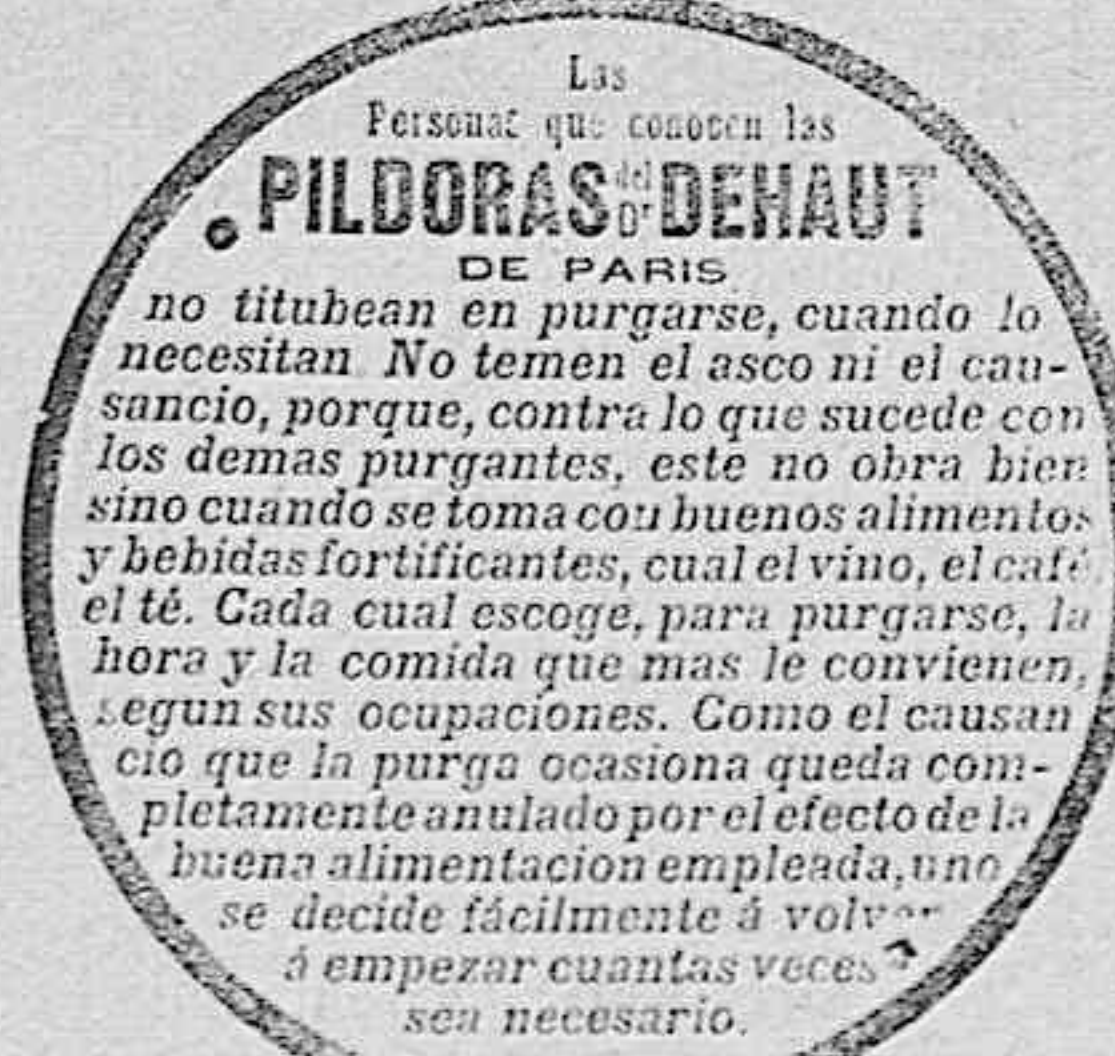 Las
Personas que conocen las
PILDORAS del Dr DEHAUT
DE PARIS
no titubean en purgarse, cuando lo
necesitan No temen el asco ni el cau-
sancio, porque, contra lo que sucede con
los demas purgantes, este no obra bien
sino cuando se toma con buenos alimentos
y bebidas fortificantes, cual el vino, el café,
el té. Cada cual escoge, para purgarse, la
hora y la comida que mas le convienen,
segun sus ocupaciones. Como el causan
cio que la purga ocasiona queda com-
pletamente anulado por el efecto de la
buena alimentacion empleada, uno
se decide fácilmente á volver
á empezar cuantas veces
sea necesario.